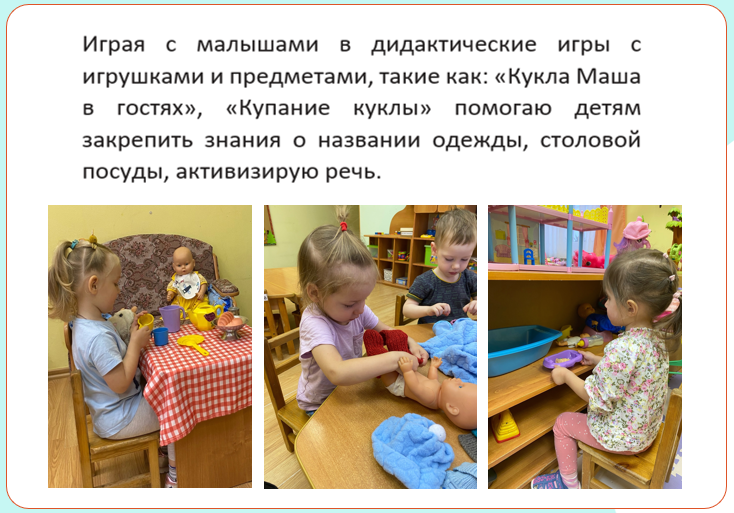 Играя с малышами в дидактические игры с
игрушками и предметами, такие как: «Кукла Маша
в гостях», «Купание куклы» помогаю детям
закрепить знания о названии одежды, столовой
посуды, активизирую речь.